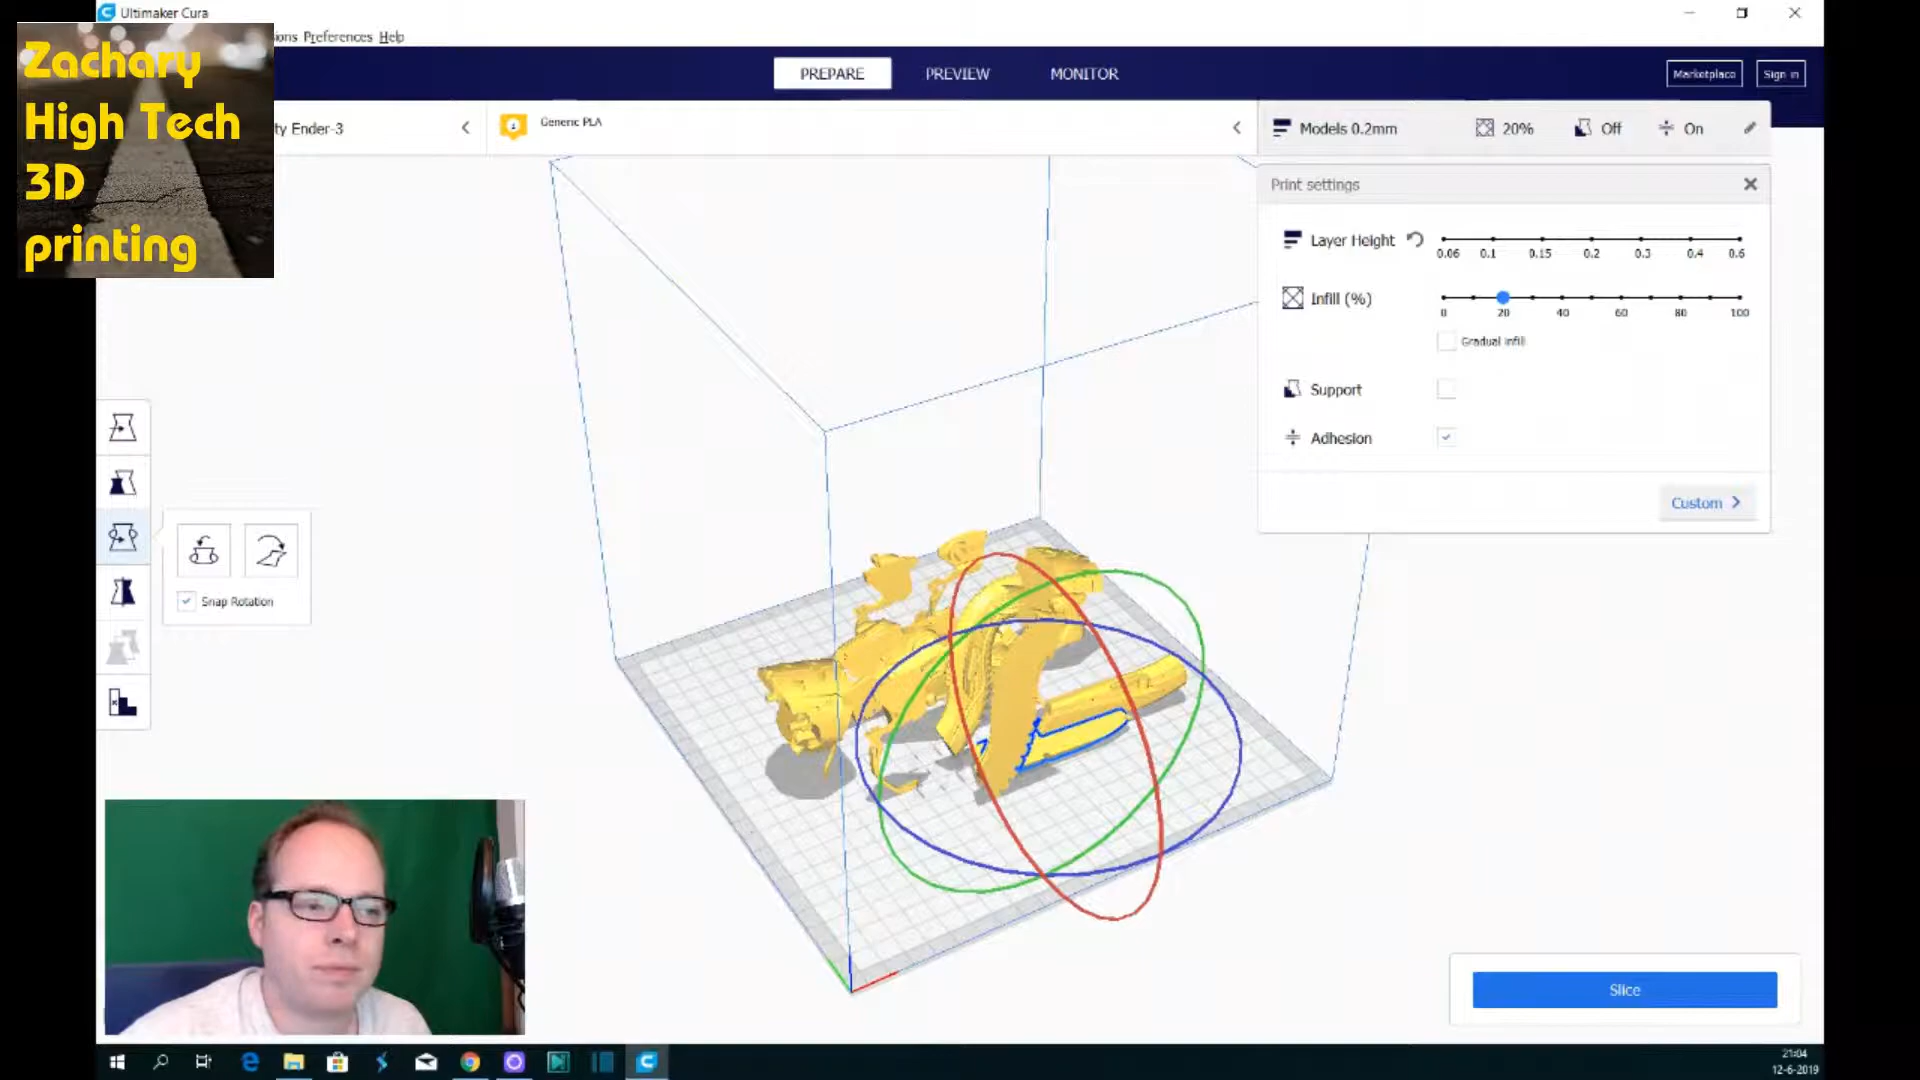 Ultimaker Cura
ions Preferences Help
Zachary
High Tech
3D
printing
PREPARE
PREVIEW
MONITOR
Marketplace
Sign in
ty Ender-3
Generic PLA
1
Models 0.2mm
20%
Off
On
Print settings
Layer Height
0.06 0.1 0.15 0.2 0.3 0.4 0.6
Infill (%)
0 20 40 60 80 100
Gradual infill
Support
Adhesion
Custom
Snap Rotation
Slice
21:04
12-6-2019